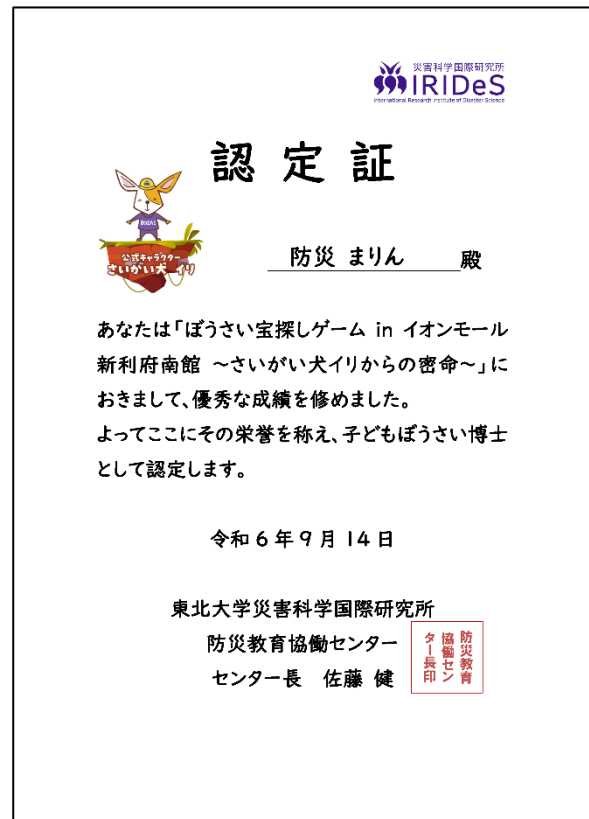 災害科学国際研究所
IRIDeS
International Research Institute of Disaster Science
認定証
BOSAI
公式キャラクター
さいがい犬 イリ
防災 まりん 殿
あなたは「ぼうさい宝探しゲーム in イオンモール
新利府南館 ～さいがい犬イリからの密命～」に
おきまして、優秀な成績を修めました。
よってここにその栄誉を称え、子どもぼうさい博士
として認定します。
令和6年9月14日
東北大学災害科学国際研究所
防災教育協働センター
センター長 佐藤 健
防災教育
協働セン
ター長印